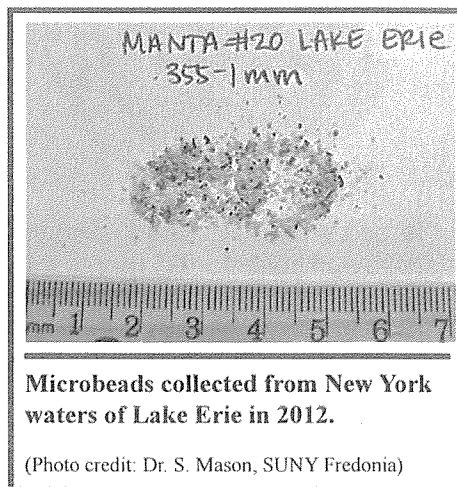 MANTA #20 LAKE ERIE
.355-1mm
mm 1 2 3 4 5 6 7
Microbeads collected from New York
waters of Lake Erie in 2012.
(Photo credit: Dr. S. Mason, SUNY Fredonia)